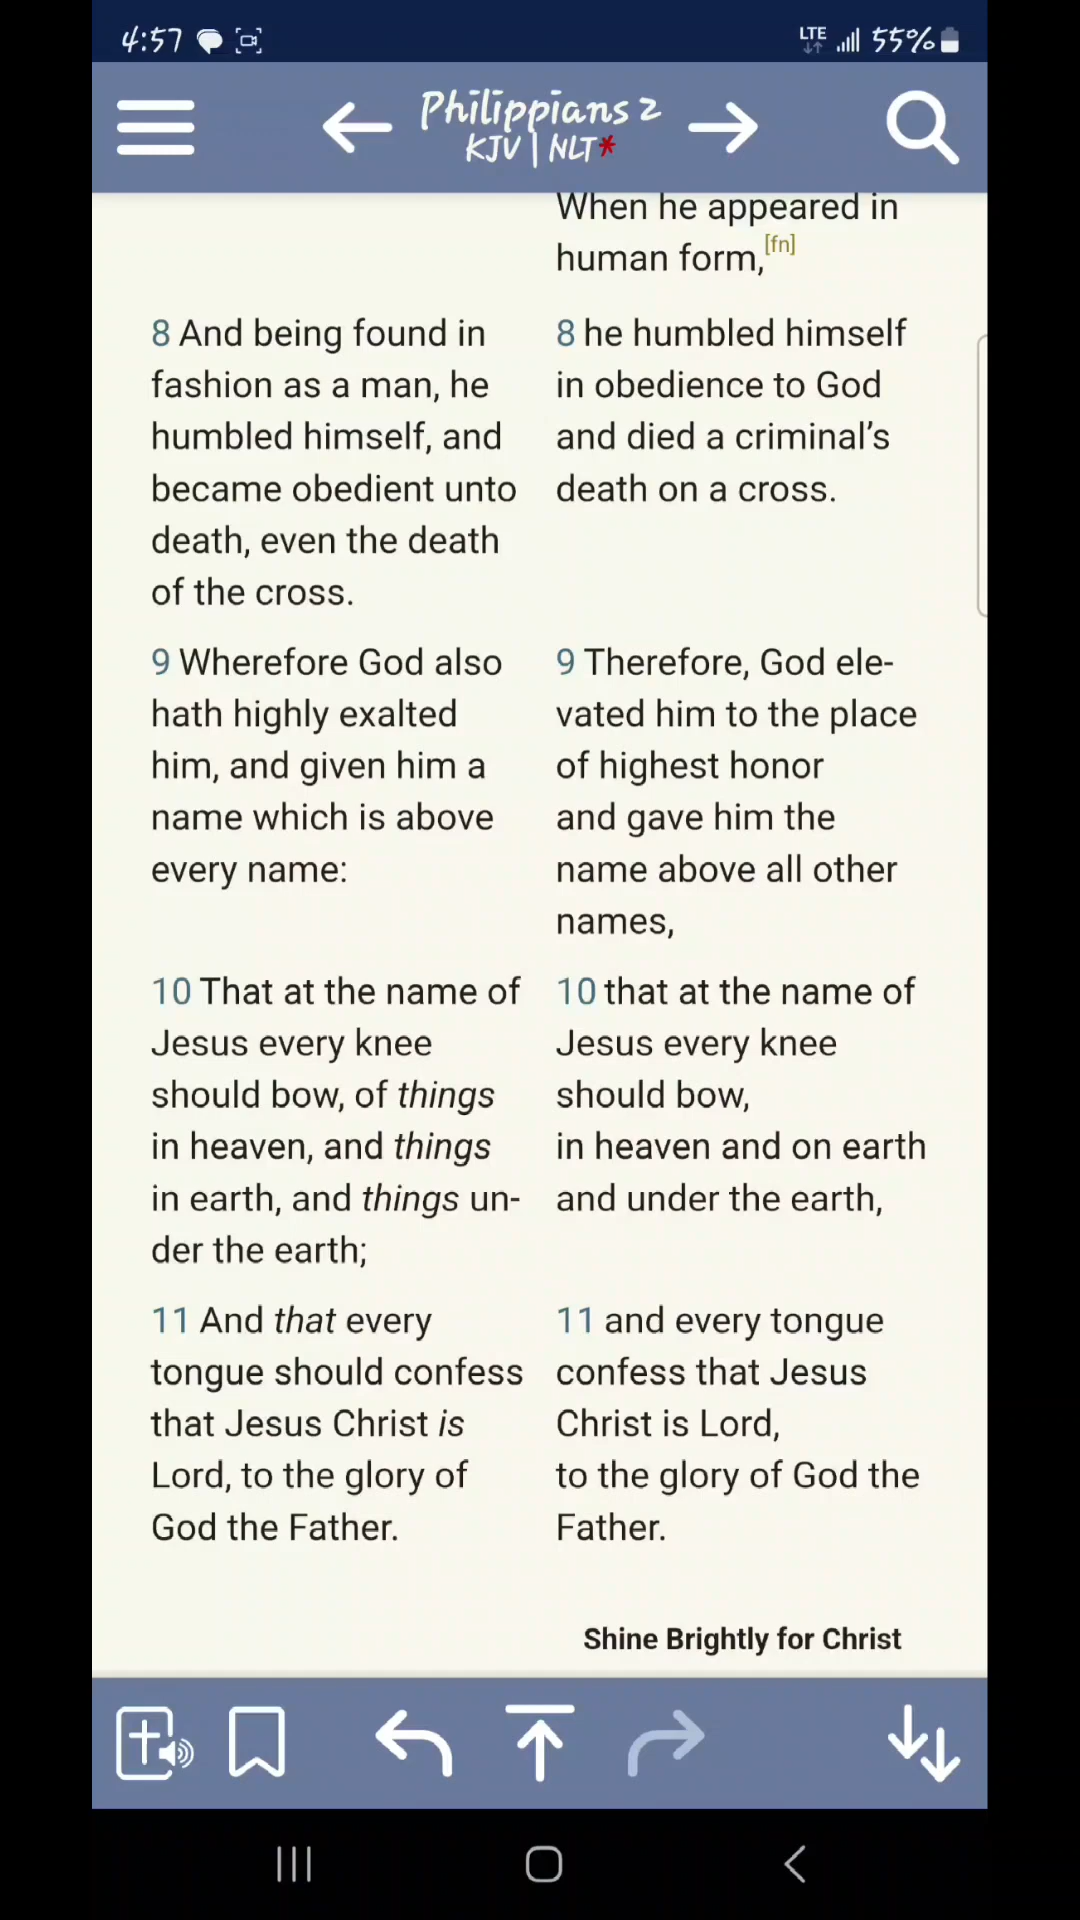 4:57
LTE 55%
Philippians 2
KJV | NLT*
When he appeared in
human form,[fn]
8 And being found in
fashion as a man, he
humbled himself, and
became obedient unto
death, even the death
of the cross.
8 he humbled himself
in obedience to God
and died a criminal’s
death on a cross.
9 Wherefore God also
hath highly exalted
him, and given him a
name which is above
every name:
9 Therefore, God ele-
vated him to the place
of highest honor
and gave him the
name above all other
names,
10 That at the name of
Jesus every knee
should bow, of things
in heaven, and things
in earth, and things un-
der the earth;
10 that at the name of
Jesus every knee
should bow,
in heaven and on earth
and under the earth,
11 And that every
tongue should confess
that Jesus Christ is
Lord, to the glory of
God the Father.
11 and every tongue
confess that Jesus
Christ is Lord,
to the glory of God the
Father.
Shine Brightly for Christ